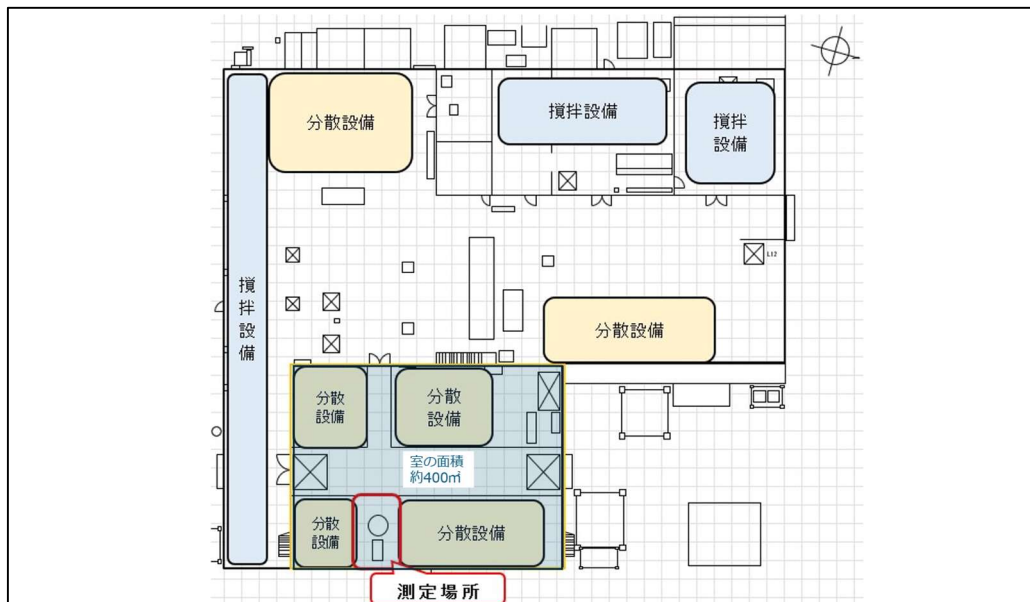 分散設備
撹拌設備
撹拌
設備
撹拌設備
L12
分散設備
分散
設備
分散
設備
室の面積
約400㎡
分散
設備
分散設備
測定場所